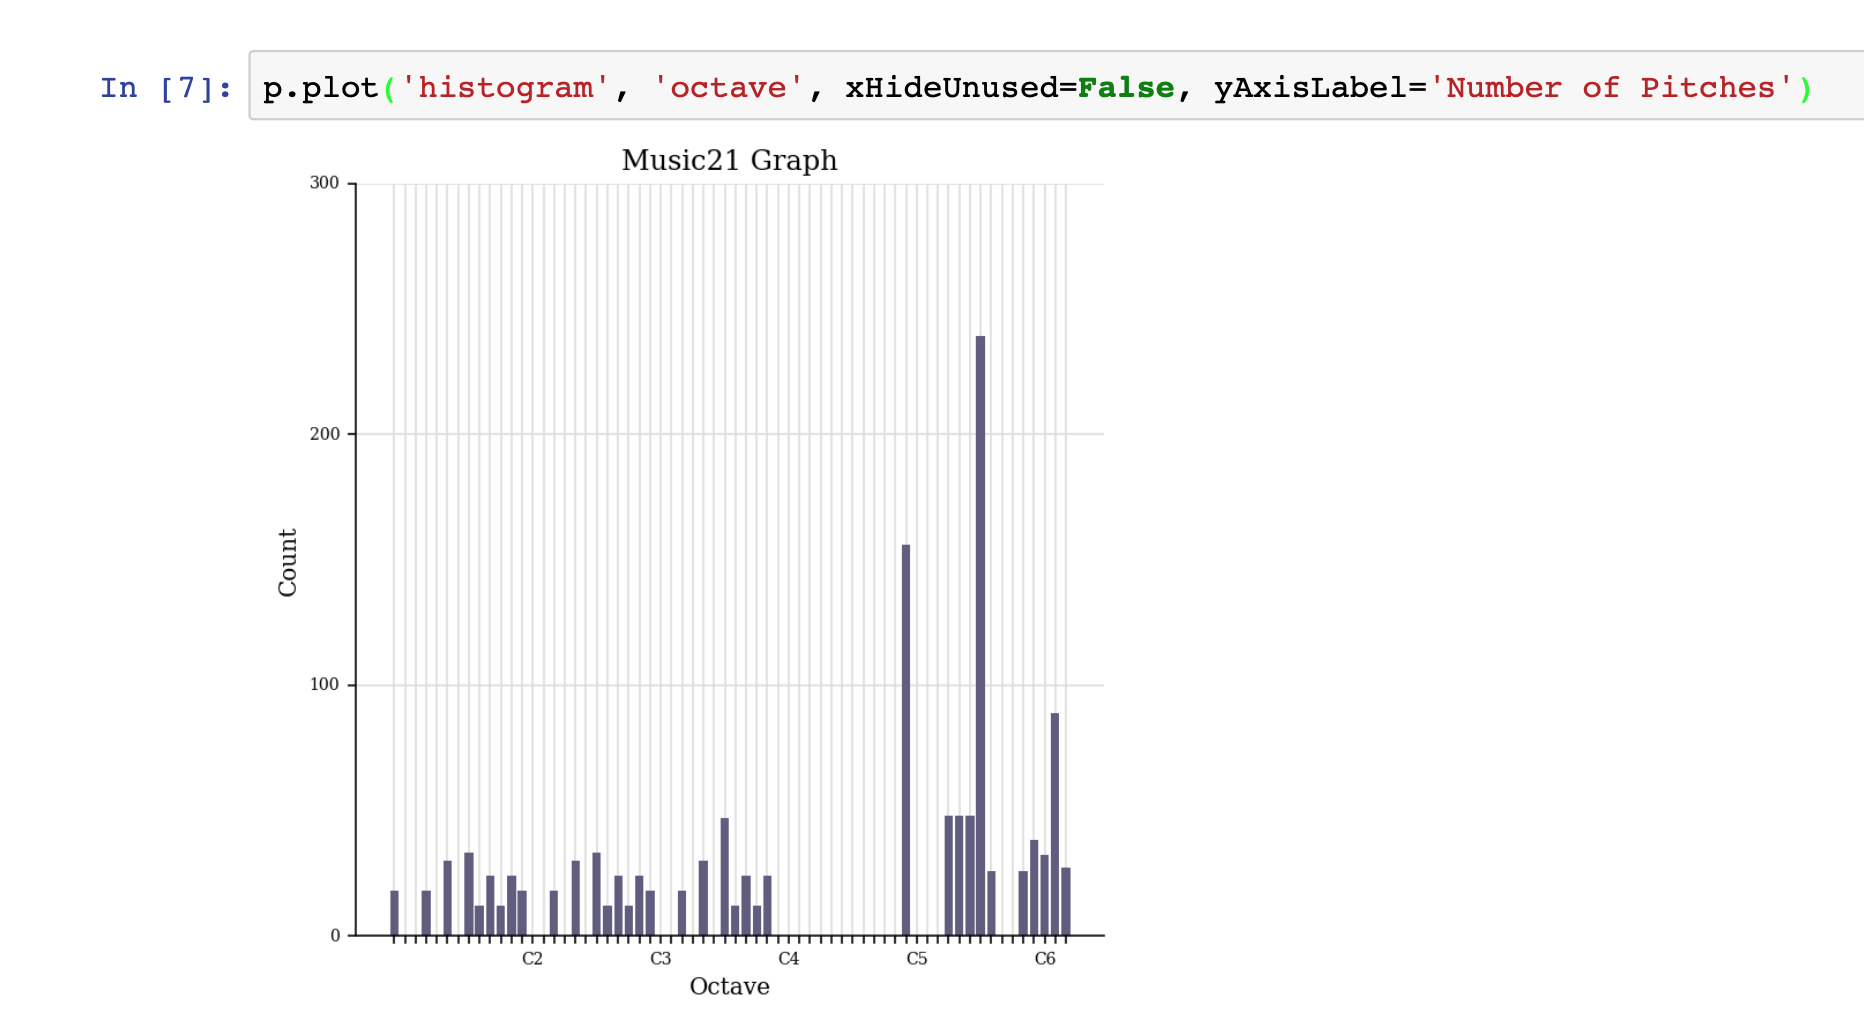 In [7]: p.plot('histogram', 'octave', xHideUnused=False, yAxisLabel='Number of Pitches')
Music21 Graph
300
200
100
0
Count
C2 C3 C4 C5 C6
Octave